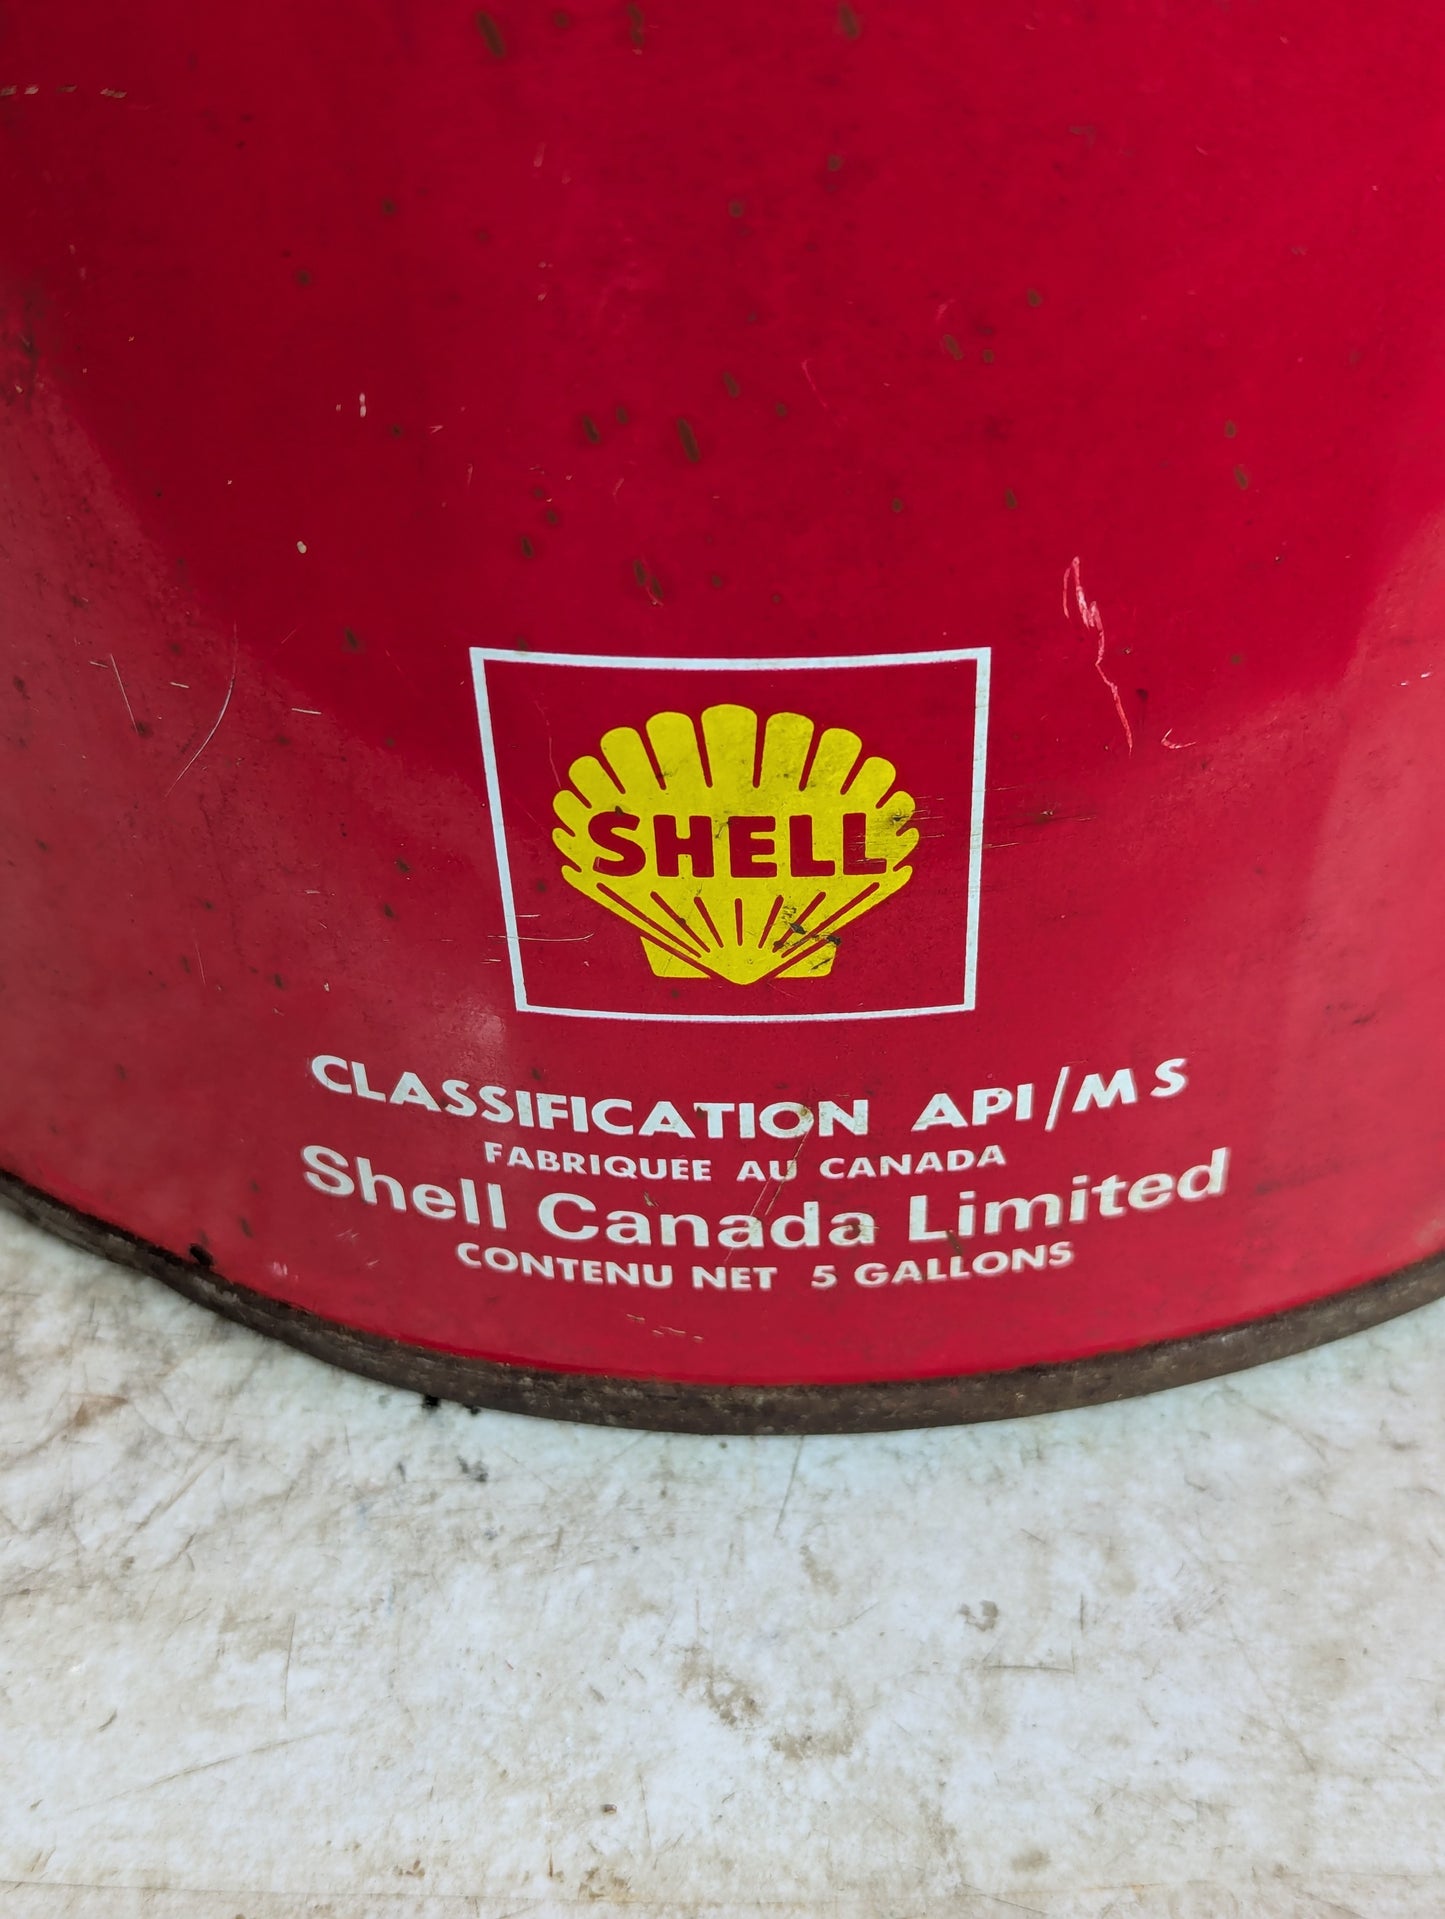 SHELL
CLASSIFICATION API/MS
FABRIQUEE AU CANADA
Shell Canada Limited
CONTENU NET 5 GALLONS